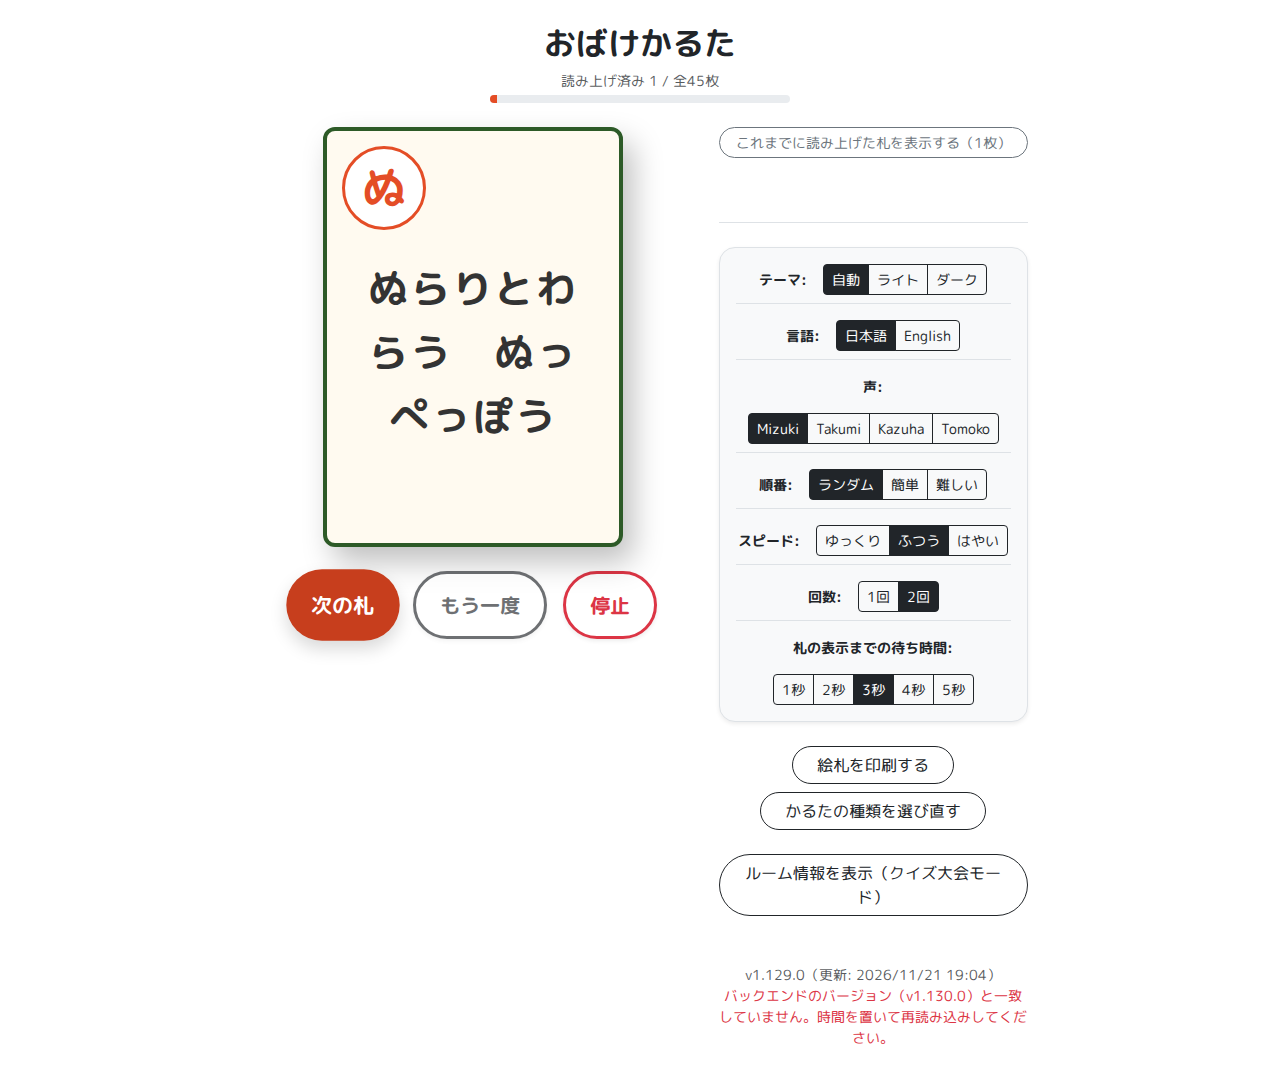 おばけかるた
読み上げ済み 1 / 全45枚
ぬ
ぬらりとわ
らう　ぬっ
ぺっぽう
次の札
もう一度
停止
これまでに読み上げた札を表示する（1枚）
テーマ: 自動 ライト ダーク
言語: 日本語 English
声:
Mizuki Takumi Kazuha Tomoko
順番: ランダム 簡単 難しい
スピード: ゆっくり ふつう はやい
回数: 1回 2回
札の表示までの待ち時間:
1秒 2秒 3秒 4秒 5秒
絵札を印刷する
かるたの種類を選び直す
ルーム情報を表示（クイズ大会モー
ド）
v1.129.0（更新: 2026/11/21 19:04）
バックエンドのバージョン（v1.130.0）と一致
していません。時間を置いて再読み込みしてくだ
さい。